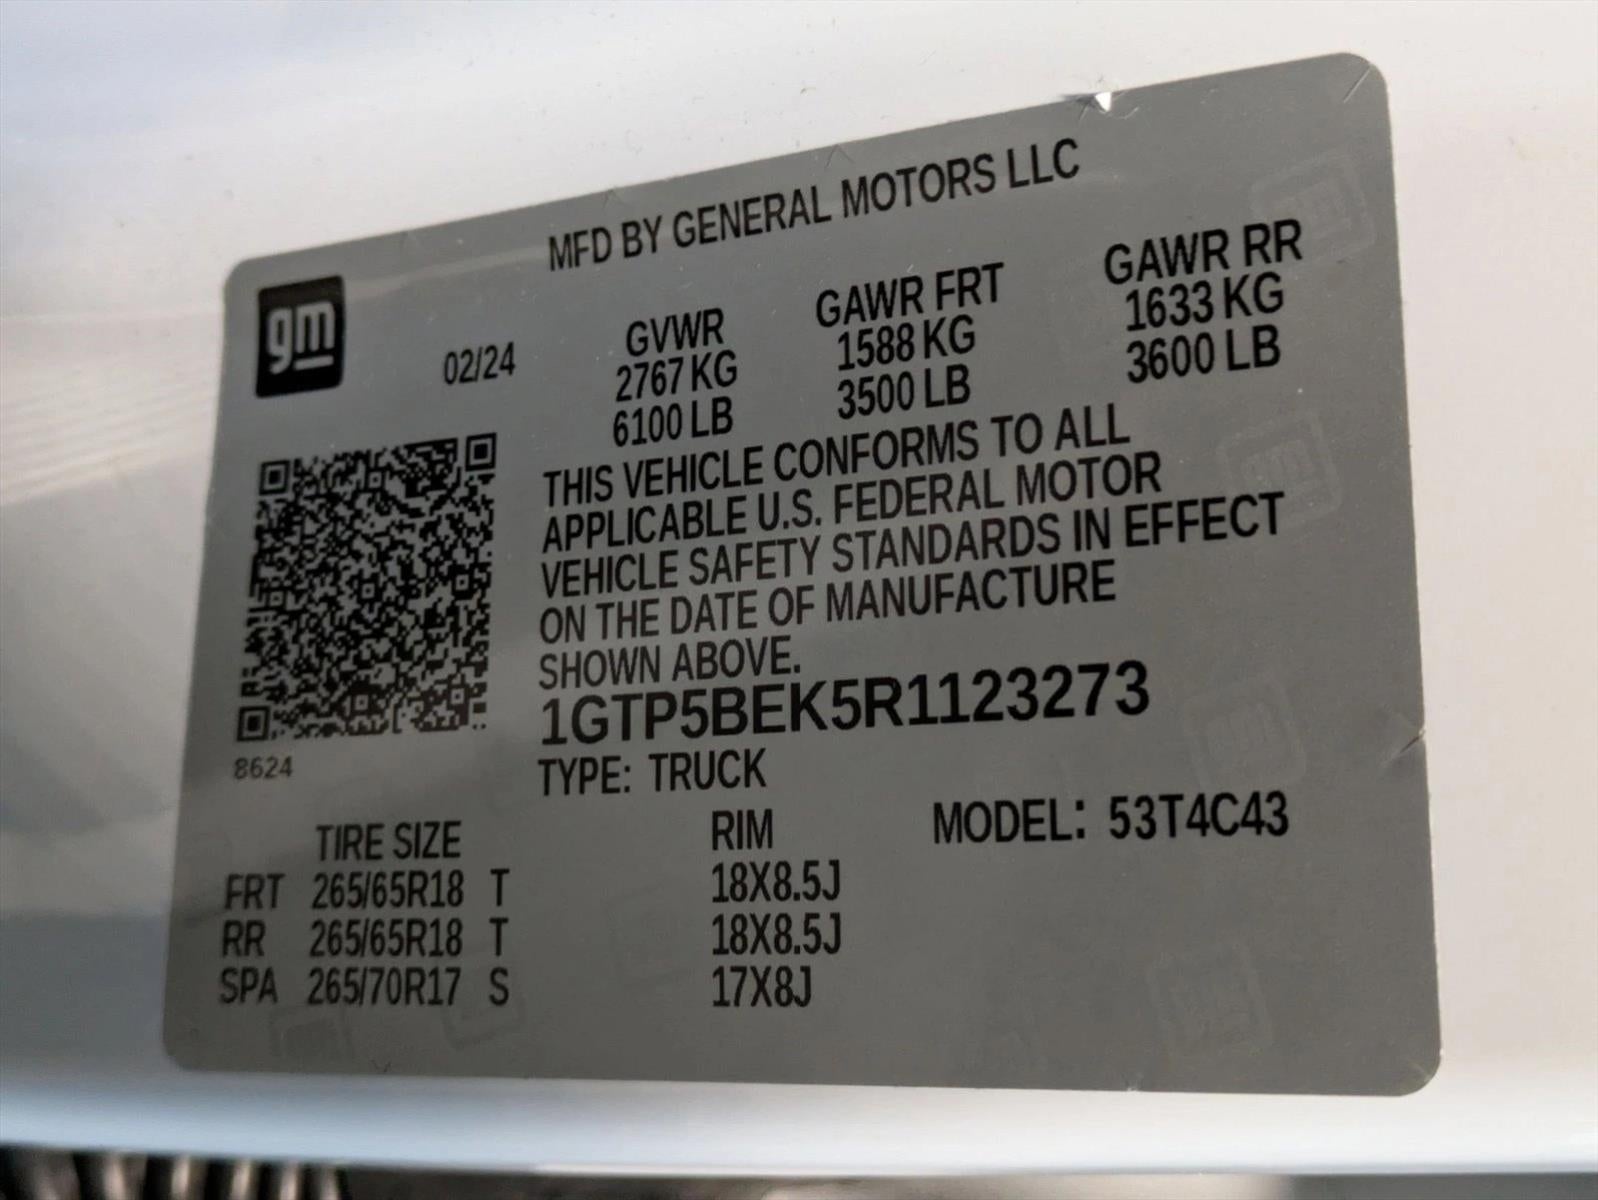 MFD BY GENERAL MOTORS LLC
gm
02/24
GVWR
2767 KG
6100 LB
GAWR FRT
1588 KG
3500 LB
GAWR RR
1633 KG
3600 LB
THIS VEHICLE CONFORMS TO ALL
APPLICABLE U.S. FEDERAL MOTOR
VEHICLE SAFETY STANDARDS IN EFFECT
ON THE DATE OF MANUFACTURE
SHOWN ABOVE.
1GTP5BEK5R1123273
8624
TYPE: TRUCK
MODEL: 53T4C43
TIRE SIZE RIM
FRT 265/65R18 T 18X8.5J
RR 265/65R18 T 18X8.5J
SPA 265/70R17 S 17X8J